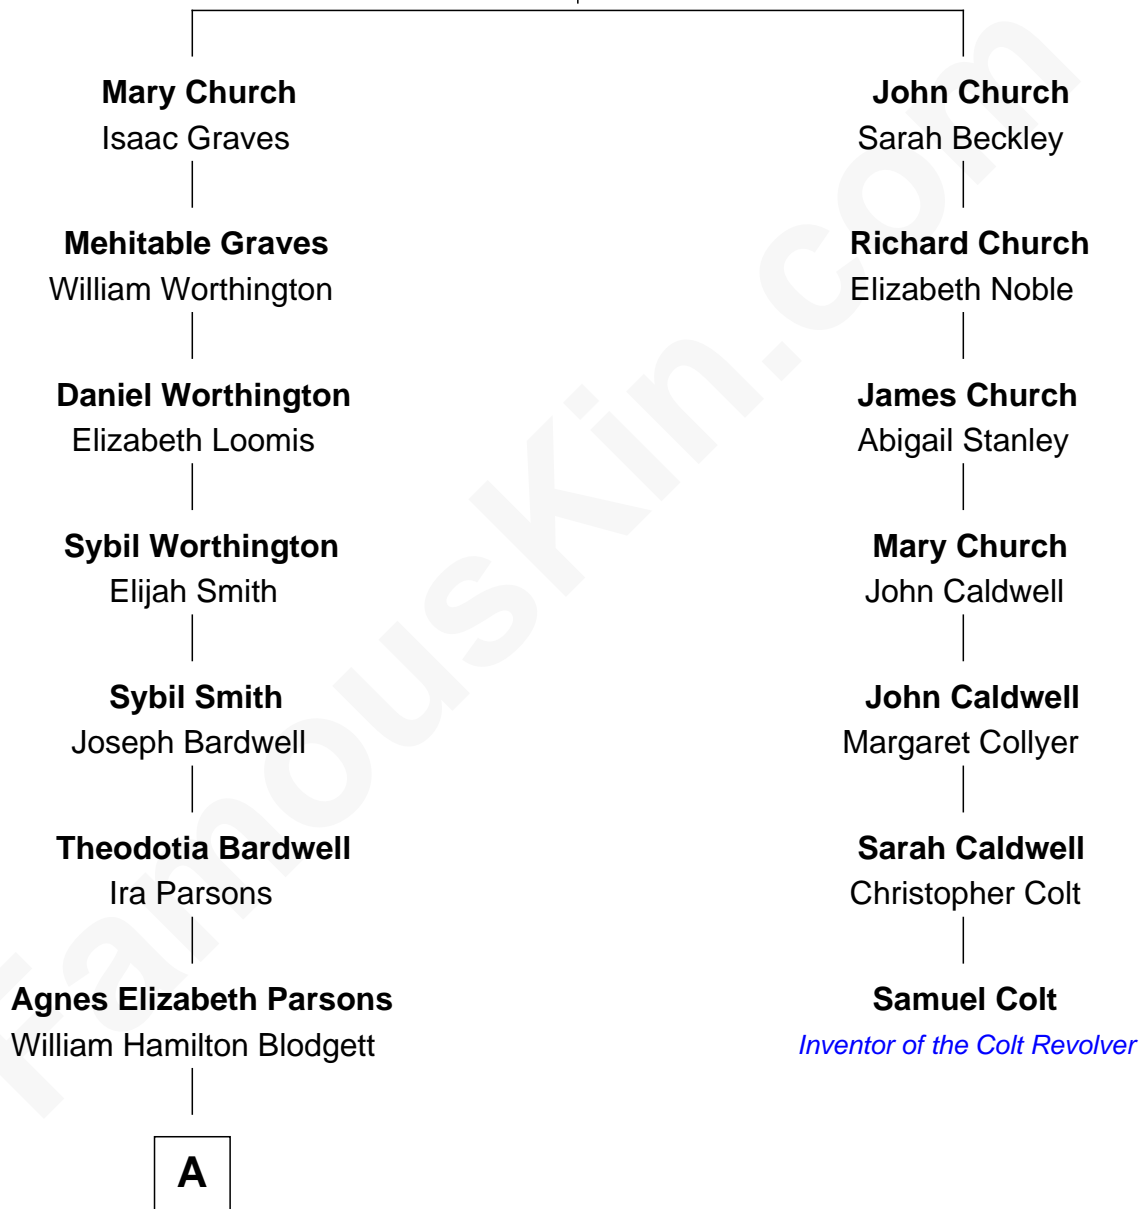 Mary Church
Isaac Graves
Mehitable Graves
William Worthington
Daniel Worthington
Elizabeth Loomis
Sybil Worthington
Elijah Smith
Sybil Smith
Joseph Bardwell
Theodotia Bardwell
Ira Parsons
Agnes Elizabeth Parsons
William Hamilton Blodgett
A
John Church
Sarah Beckley
Richard Church
Elizabeth Noble
James Church
Abigail Stanley
Mary Church
John Caldwell
John Caldwell
Margaret Collyer
Sarah Caldwell
Christopher Colt
Samuel Colt
Inventor of the Colt Revolver
FamousKin.com